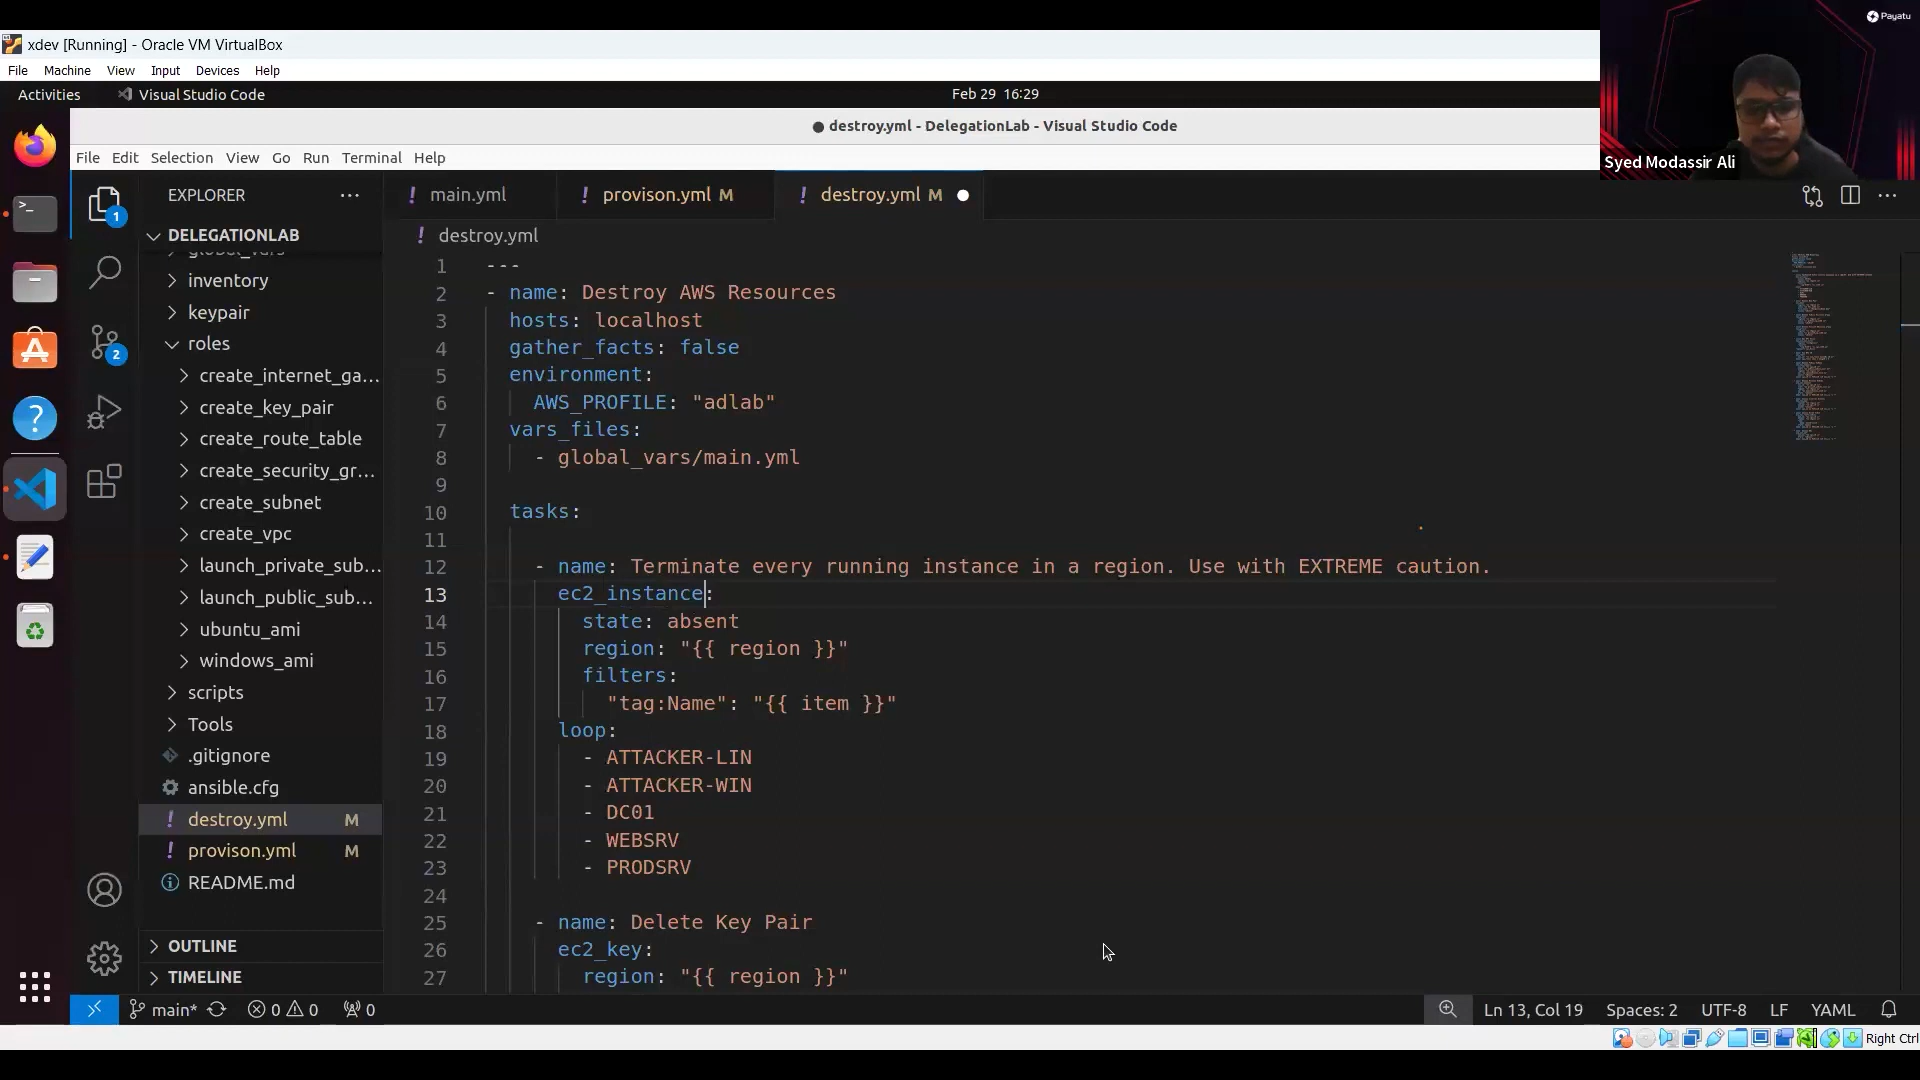 Payatu
xdev [Running] - Oracle VM VirtualBox
File Machine View Input Devices Help
Activities Visual Studio Code Feb 29 16:29
Syed Modassir Ali
● destroy.yml - DelegationLab - Visual Studio Code
File Edit Selection View Go Run Terminal Help
EXPLORER ...
! main.yml ! provison.yml M ! destroy.yml M ●
DELEGATIONLAB
! destroy.yml
global_vars
inventory
keypair
roles
create_internet_ga...
create_key_pair
create_route_table
create_security_gr...
create_subnet
create_vpc
launch_private_sub...
launch_public_sub...
ubuntu_ami
windows_ami
scripts
Tools
.gitignore
ansible.cfg
! destroy.yml M
! provison.yml M
README.md
OUTLINE
TIMELINE
1
2
1 ---
2 - name: Destroy AWS Resources
3 hosts: localhost
4 gather_facts: false
5 environment:
6 AWS_PROFILE: "adlab"
7 vars_files:
8 - global_vars/main.yml
9
10 tasks:
11
12 - name: Terminate every running instance in a region. Use with EXTREME caution.
13 ec2_instance:
14 state: absent
15 region: "{{ region }}"
16 filters:
17 "tag:Name": "{{ item }}"
18 loop:
19 - ATTACKER-LIN
20 - ATTACKER-WIN
21 - DC01
22 - WEBSRV
23 - PRODSRV
24
25 - name: Delete Key Pair
26 ec2_key:
27 region: "{{ region }}"
main* 0 0 0 Ln 13, Col 19 Spaces: 2 UTF-8 LF YAML
Right Ctrl